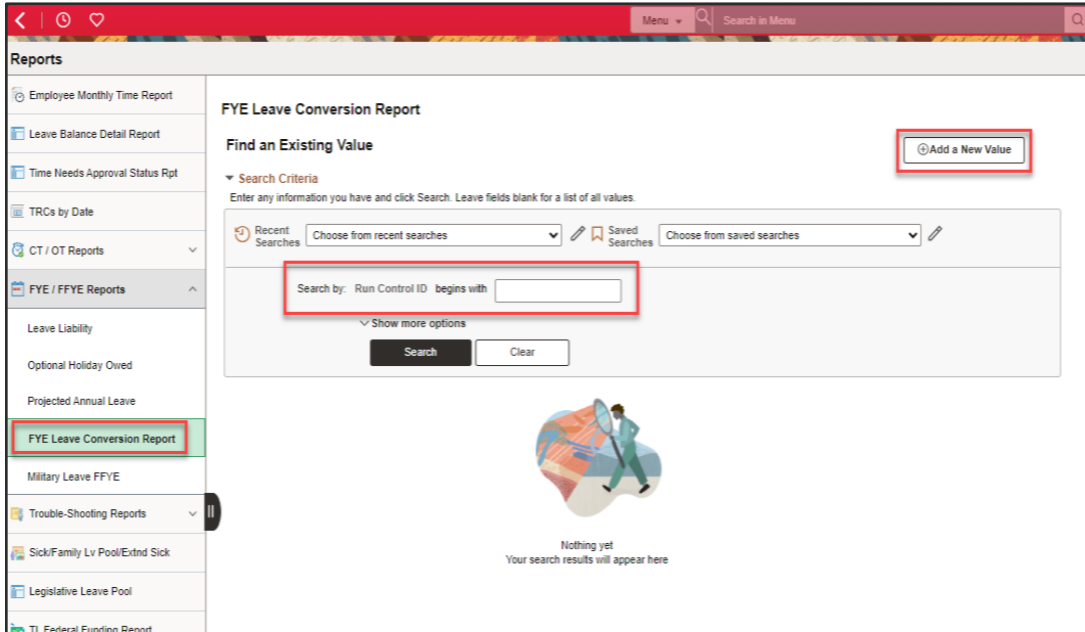 Menu
Search in Menu
Reports
Employee Monthly Time Report
Leave Balance Detail Report
Time Needs Approval Status Rpt
TRCs by Date
CT / OT Reports
FYE / FFYE Reports
Leave Liability
Optional Holiday Owed
Projected Annual Leave
FYE Leave Conversion Report
Military Leave FFYE
Trouble-Shooting Reports
Sick/Family Lv Pool/Extnd Sick
Legislative Leave Pool
TL Federal Funding Report
FYE Leave Conversion Report
Find an Existing Value
Add a New Value
Search Criteria
Enter any information you have and click Search. Leave fields blank for a list of all values.
Recent Searches
Choose from recent searches
Saved Searches
Choose from saved searches
Search by: Run Control ID begins with
Show more options
Search
Clear
Nothing yet
Your search results will appear here